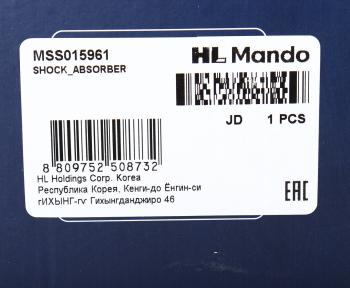 MSS015961
SHOCK_ABSORBER
HL Mando
JD 1 PCS
8 809752 508732
HL Holdings Corp. Korea
Республика Корея, Кенги-до Ёнгин-си
гИХЫНГ-гу Гихынгданджиро 46
EAC